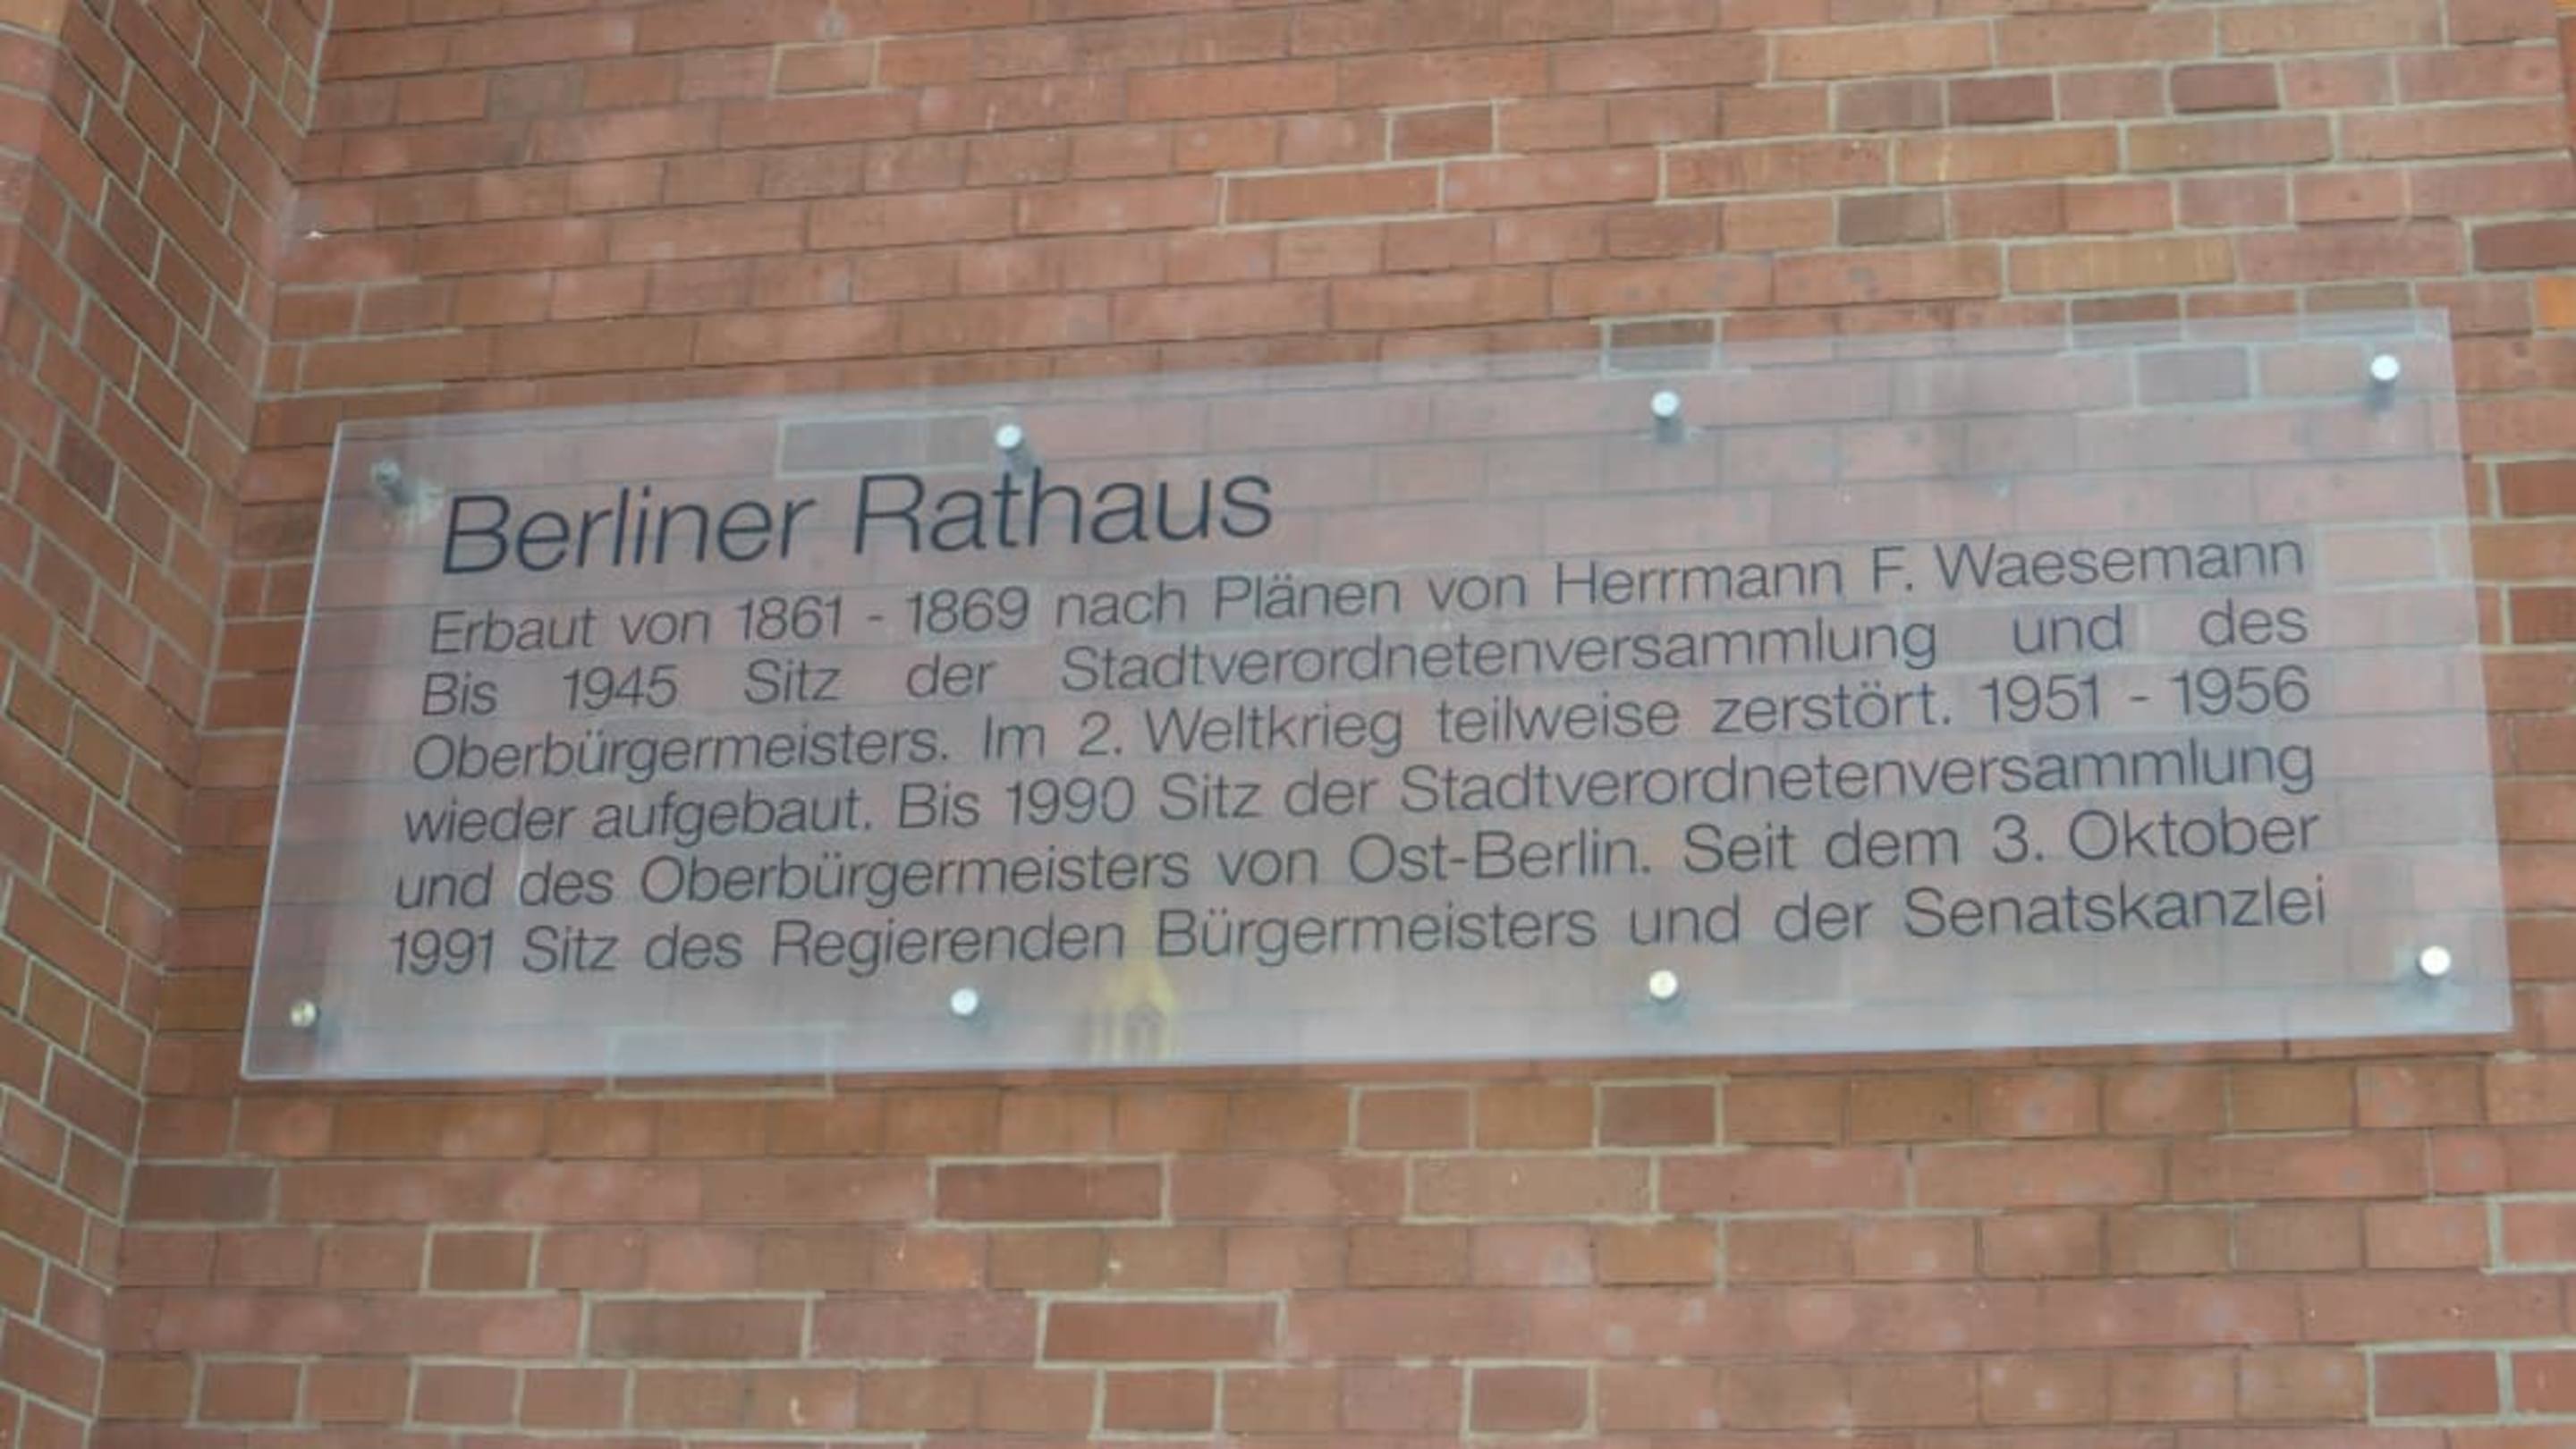 Berliner Rathaus
Erbaut von 1861 - 1869 nach Plänen von Herrmann F. Waesemann
Bis 1945 Sitz der Stadtverordnetenversammlung und des
Oberbürgermeisters. Im 2. Weltkrieg teilweise zerstört. 1951 - 1956
wieder aufgebaut. Bis 1990 Sitz der Stadtverordnetenversammlung
und des Oberbürgermeisters von Ost-Berlin. Seit dem 3. Oktober
1991 Sitz des Regierenden Bürgermeisters und der Senatskanzlei